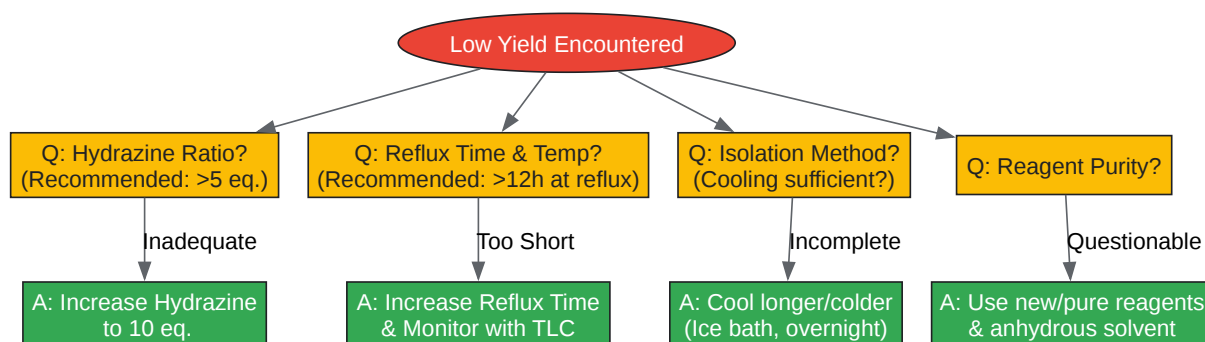 Low Yield Encountered
Q: Hydrazine Ratio?
(Recommended: >5 eq.)
Q: Reflux Time & Temp?
(Recommended: >12h at reflux)
Q: Isolation Method?
(Cooling sufficient?)
Q: Reagent Purity?
Inadequate
Too Short
Incomplete
Questionable
A: Increase Hydrazine
to 10 eq.
A: Increase Reflux Time
& Monitor with TLC
A: Cool longer/colder
(Ice bath, overnight)
A: Use new/pure reagents
& anhydrous solvent